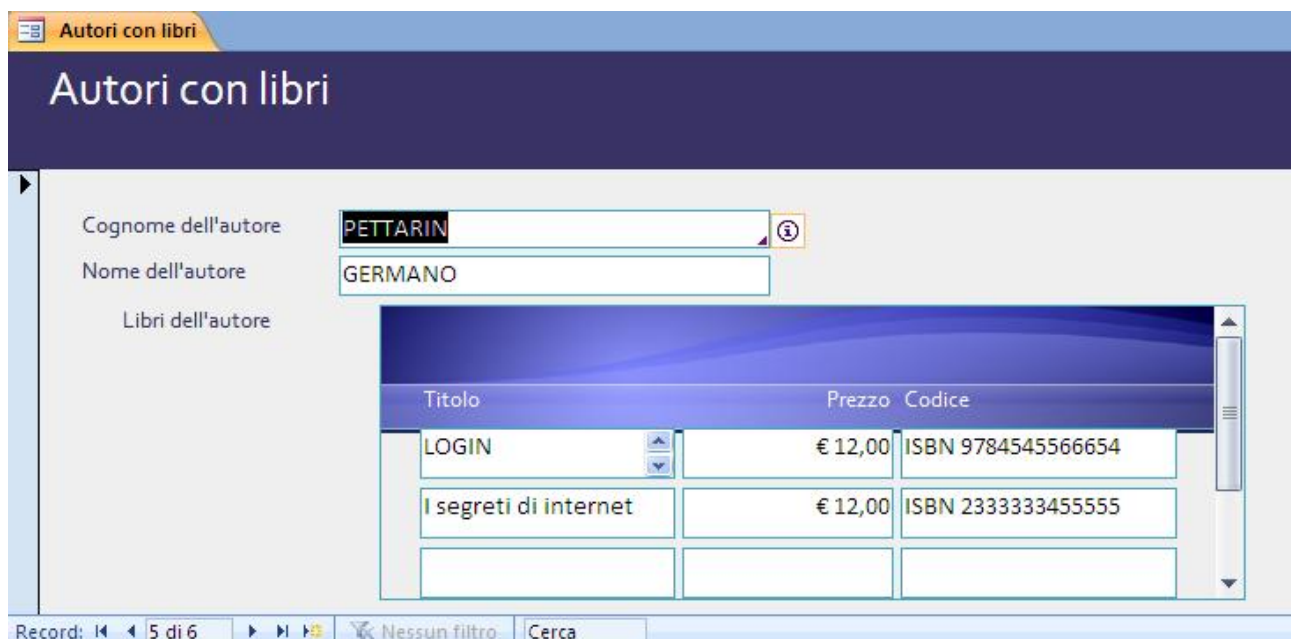 Autori con libri
Autori con libri
Cognome dell'autore PETTARIN
Nome dell'autore GERMANO
Libri dell'autore
Titolo Prezzo Codice
LOGIN € 12,00 ISBN 9784545566654
I segreti di internet € 12,00 ISBN 2333333455555
Record: 5 di 6 Nessun filtro Cerca